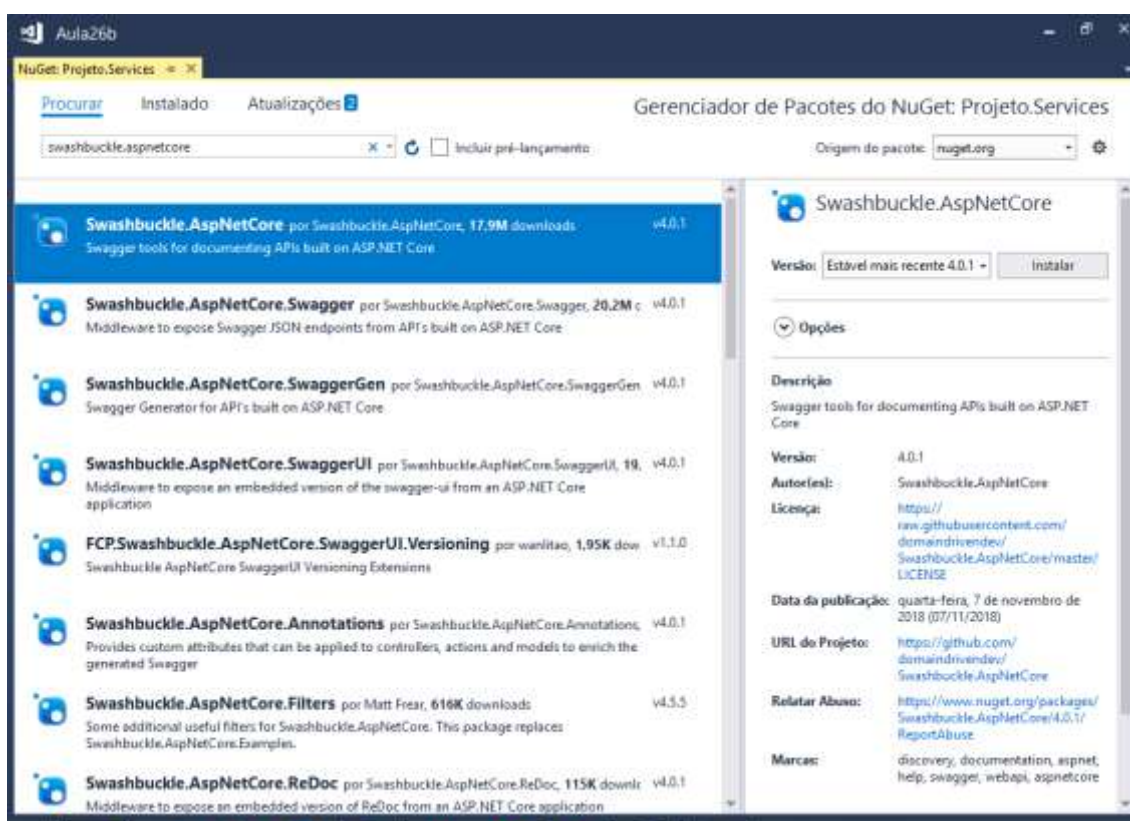 Aula26b
NuGet: Projeto.Services
Procurar Instalado Atualizações 2
Gerenciador de Pacotes do NuGet: Projeto.Services
swashbuckle.aspnetcore
Incluir pré-lançamento
Origem do pacote: nuget.org
Swashbuckle.AspNetCore por Swashbuckle.AspNetCore, 17,9M downloads v4.0.1
Swagger tools for documenting APIs built on ASP.NET Core
Swashbuckle.AspNetCore.Swagger por Swashbuckle.AspNetCore.Swagger, 20,2M c v4.0.1
Middleware to expose Swagger JSON endpoints from API's built on ASP.NET Core
Swashbuckle.AspNetCore.SwaggerGen por Swashbuckle.AspNetCore.SwaggerGen v4.0.1
Swagger Generator for API's built on ASP.NET Core
Swashbuckle.AspNetCore.SwaggerUI por Swashbuckle.AspNetCore.SwaggerUI, 19, v4.0.1
Middleware to expose an embedded version of the swagger-ui from an ASP.NET Core
application
FCP.Swashbuckle.AspNetCore.SwaggerUI.Versioning por wanlitao, 1,95K dow v1.1.0
Swashbuckle AspNetCore SwaggerUI Versioning Extensions
Swashbuckle.AspNetCore.Annotations por Swashbuckle.AspNetCore.Annotations, v4.0.1
Provides custom attributes that can be applied to controllers, actions and models to enrich the
generated Swagger
Swashbuckle.AspNetCore.Filters por Matt Frear, 616K downloads v4.5.5
Some additional useful filters for Swashbuckle.AspNetCore. This package replaces
Swashbuckle.AspNetCore.Examples.
Swashbuckle.AspNetCore.ReDoc por Swashbuckle.AspNetCore.ReDoc, 115K downlo v4.0.1
Middleware to expose an embedded version of ReDoc from an ASP.NET Core application
Swashbuckle.AspNetCore
Versão: Estável mais recente 4.0.1 Instalar
Opções
Descrição
Swagger tools for documenting APIs built on ASP.NET
Core
Versão: 4.0.1
Autor(es): Swashbuckle.AspNetCore
Licença: https://
raw.githubusercontent.com/
domaindrivendev/
Swashbuckle.AspNetCore/master/
LICENSE
Data da publicação: quarta-feira, 7 de novembro de
2018 (07/11/2018)
URL do Projeto: https://github.com/
domaindrivendev/
Swashbuckle.AspNetCore
Relatar Abuso: https://www.nuget.org/packages/
Swashbuckle.AspNetCore/4.0.1/
ReportAbuse
Marcas: discovery, documentation, aspnet,
help, swagger, webapi, aspnetcore